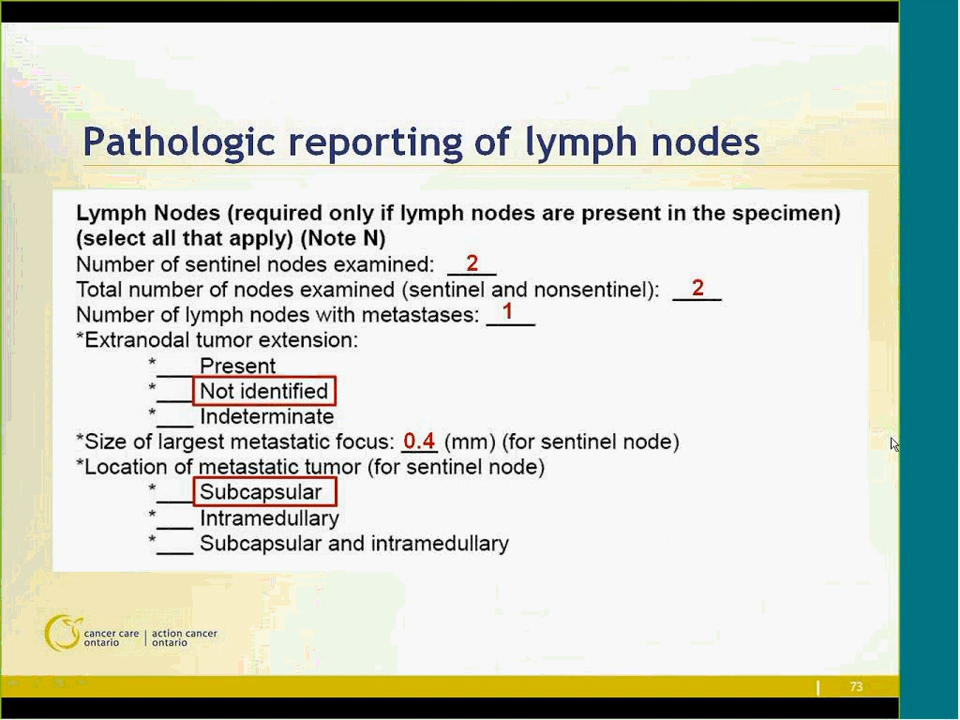 Pathologic reporting of lymph nodes
Lymph Nodes (required only if lymph nodes are present in the specimen)
(select all that apply) (Note N)
Number of sentinel nodes examined: ____ 2
Total number of nodes examined (sentinel and nonsentinel): ____ 2
Number of lymph nodes with metastases: ____ 1
*Extranodal tumor extension:
*___ Present
*___ Not identified
*___ Indeterminate
*Size of largest metastatic focus: 0.4 (mm) (for sentinel node)
*Location of metastatic tumor (for sentinel node)
*___ Subcapsular
*___ Intramedullary
*___ Subcapsular and intramedullary
cancer care | action cancer
ontario | ontario
73